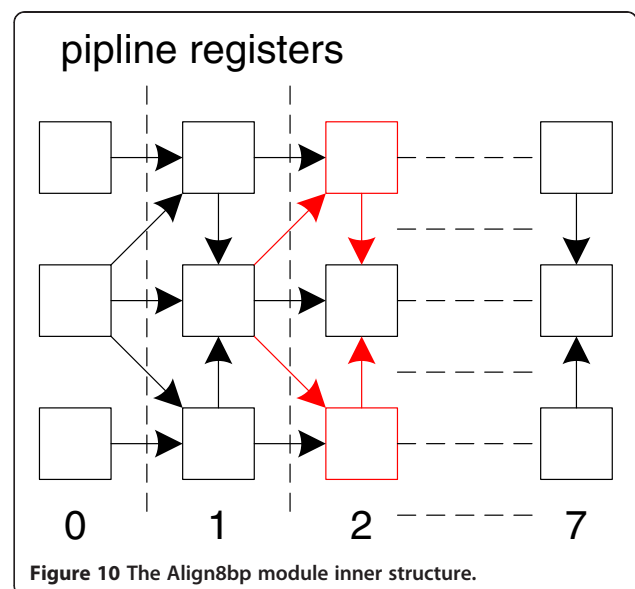 pipline registers
0 1 2 7
Figure 10 The Align8bp module inner structure.